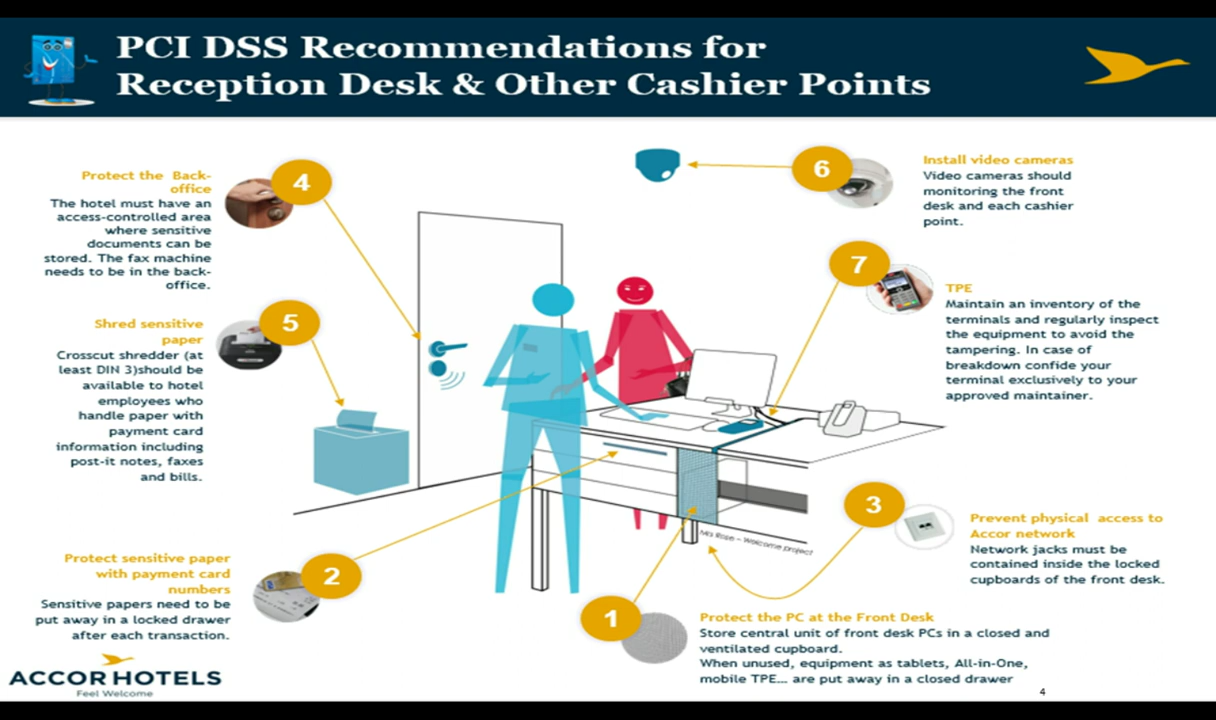 PCI DSS Recommendations for
Reception Desk & Other Cashier Points
4
Protect the Back-
office
The hotel must have an
access-controlled area
where sensitive
documents can be
stored. The fax machine
needs to be in the back-
office.
6
Install video cameras
Video cameras should
monitoring the front
desk and each cashier
point.
7
TPE
Maintain an inventory of the
terminals and regularly inspect
the equipment to avoid the
tampering. In case of
breakdown confide your
terminal exclusively to your
approved maintainer.
5
Shred sensitive
paper
Crosscut shredder (at
least DIN 3)should be
available to hotel
employees who
handle paper with
payment card
information including
post-it notes, faxes
and bills.
3
Prevent physical access to
Accor network
Network jacks must be
contained inside the locked
cupboards of the front desk.
Mrs Rose - Welcome project
2
Protect sensitive paper
with payment card
numbers
Sensitive papers need to be
put away in a locked drawer
after each transaction.
1
Protect the PC at the Front Desk
Store central unit of front desk PCs in a closed and
ventilated cupboard.
When unused, equipment as tablets, All-in-One,
mobile TPE... are put away in a closed drawer
ACCORHOTELS
Feel Welcome
4